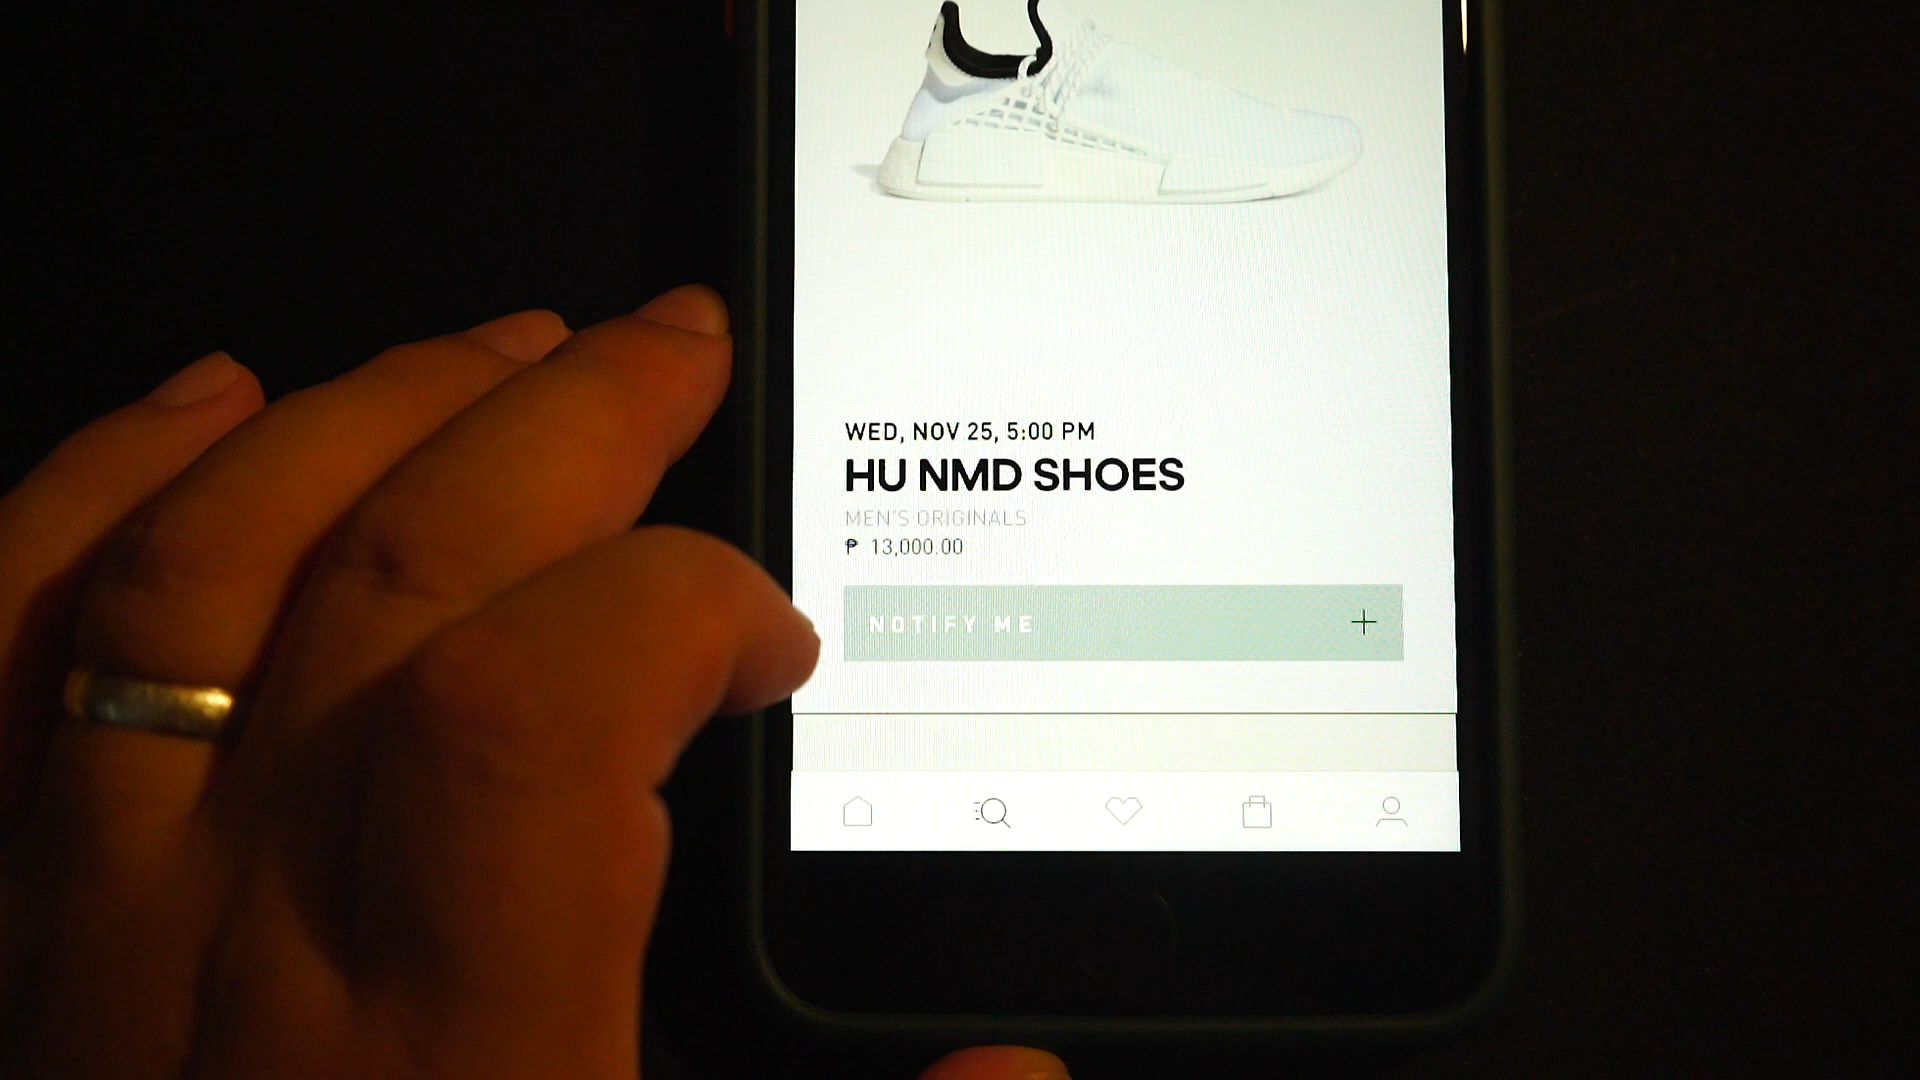 WED, NOV 25, 5:00 PM
HU NMD SHOES
MEN'S ORIGINALS
₱ 13,000.00
NOTIFY ME +